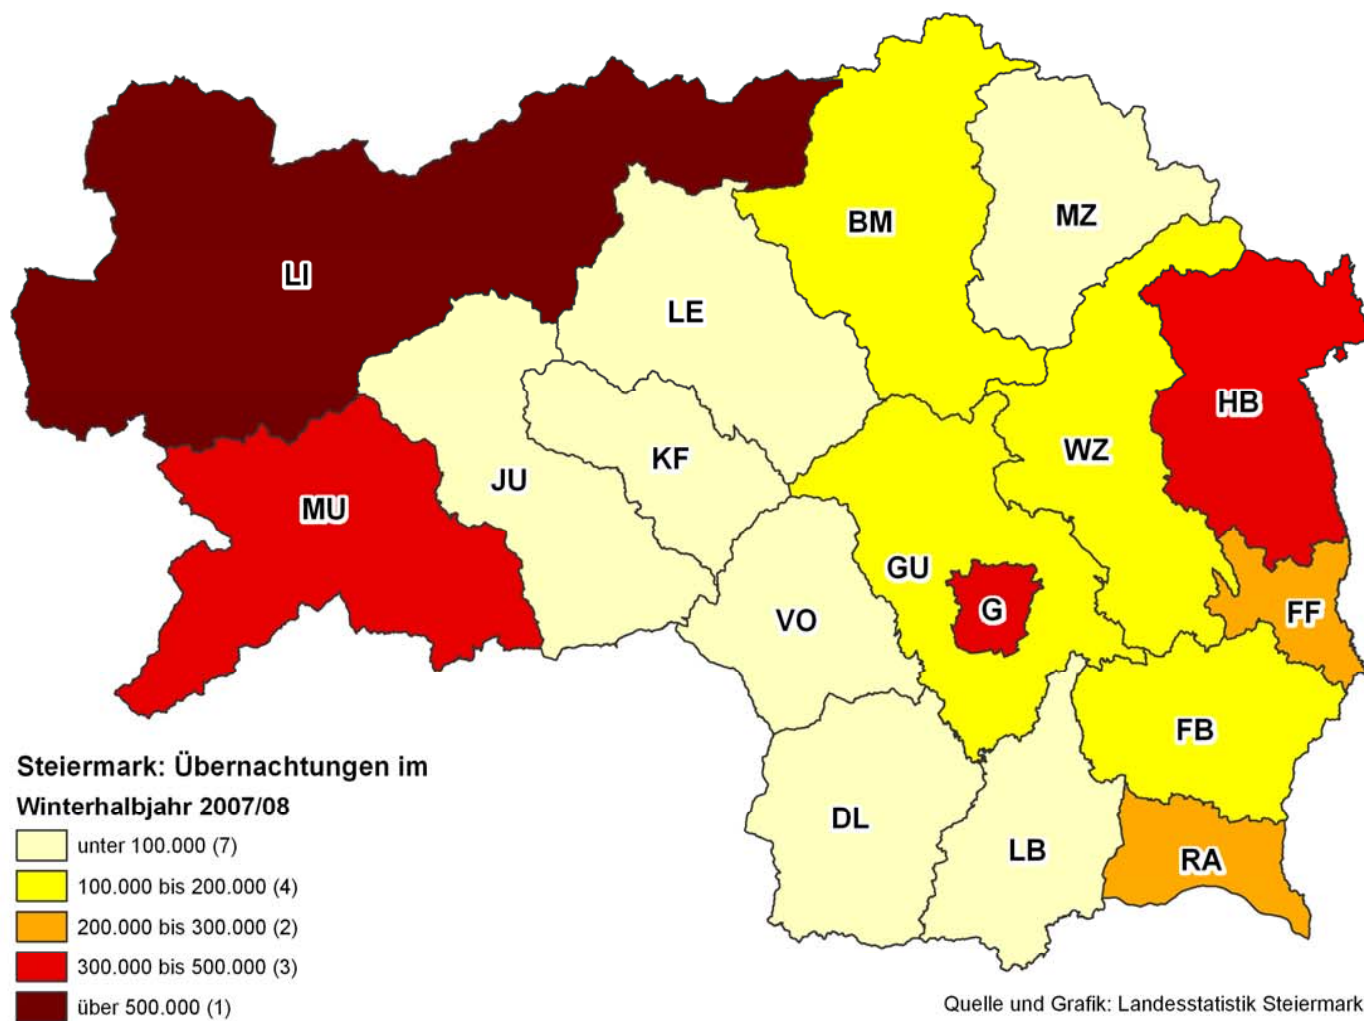 BM
MZ
LI
LE
HB
WZ
KF
JU
MU
GU
G
FF
VO
FB
DL
LB
RA
Steiermark: Übernachtungen im
Winterhalbjahr 2007/08
unter 100.000 (7)
100.000 bis 200.000 (4)
200.000 bis 300.000 (2)
300.000 bis 500.000 (3)
über 500.000 (1)
Quelle und Grafik: Landesstatistik Steiermark